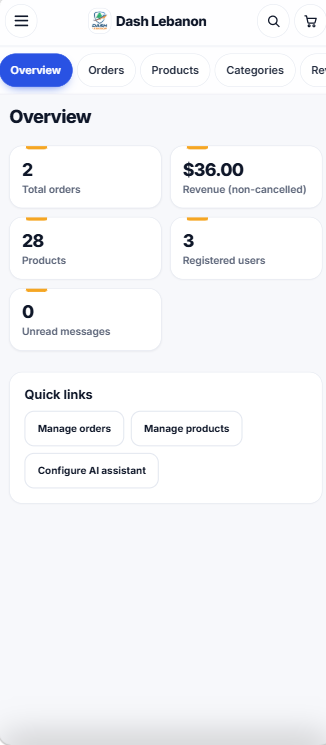 Dash Lebanon
Overview
Orders
Products
Categories
Overview
2
Total orders
$36.00
Revenue (non-cancelled)
28
Products
3
Registered users
0
Unread messages
Quick links
Manage orders
Manage products
Configure AI assistant